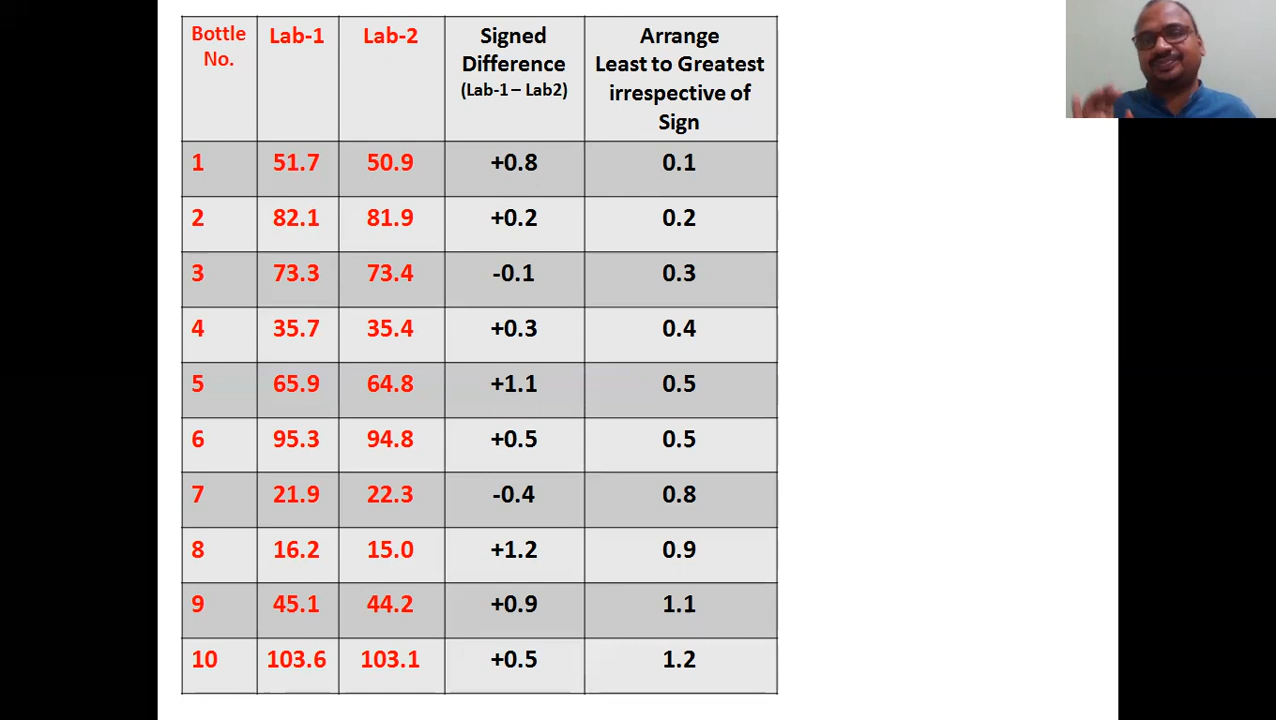 Bottle No. Lab-1 Lab-2 Signed Difference (Lab-1 – Lab2) Arrange Least to Greatest irrespective of Sign
1 51.7 50.9 +0.8 0.1
2 82.1 81.9 +0.2 0.2
3 73.3 73.4 -0.1 0.3
4 35.7 35.4 +0.3 0.4
5 65.9 64.8 +1.1 0.5
6 95.3 94.8 +0.5 0.5
7 21.9 22.3 -0.4 0.8
8 16.2 15.0 +1.2 0.9
9 45.1 44.2 +0.9 1.1
10 103.6 103.1 +0.5 1.2